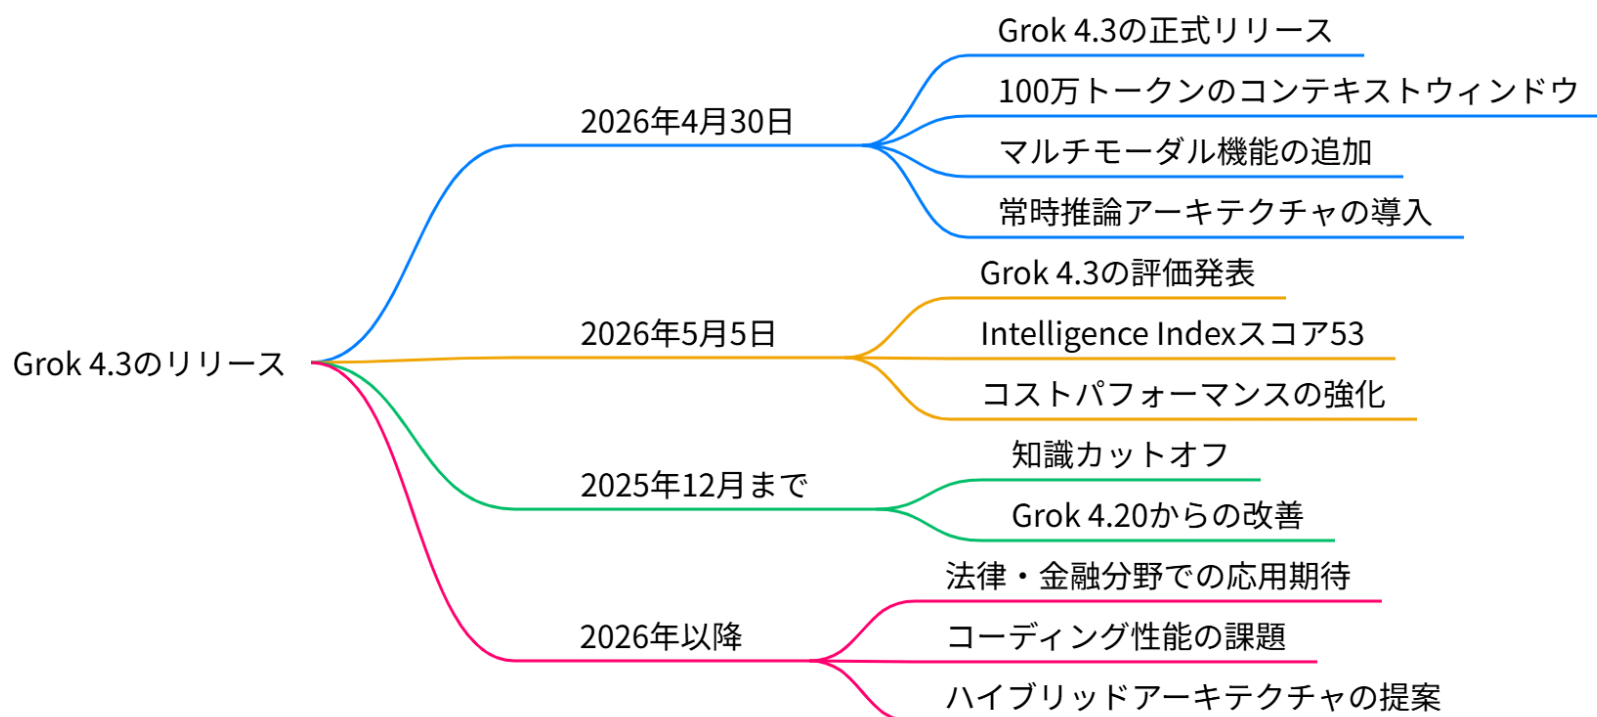 Grok 4.3のリリース
2026年4月30日
Grok 4.3の正式リリース
100万トークンのコンテキストウィンドウ
マルチモーダル機能の追加
常時推論アーキテクチャの導入
2026年5月5日
Grok 4.3の評価発表
Intelligence Indexスコア53
コストパフォーマンスの強化
2025年12月まで
知識カットオフ
Grok 4.20からの改善
2026年以降
法律・金融分野での応用期待
コーディング性能の課題
ハイブリッドアーキテクチャの提案